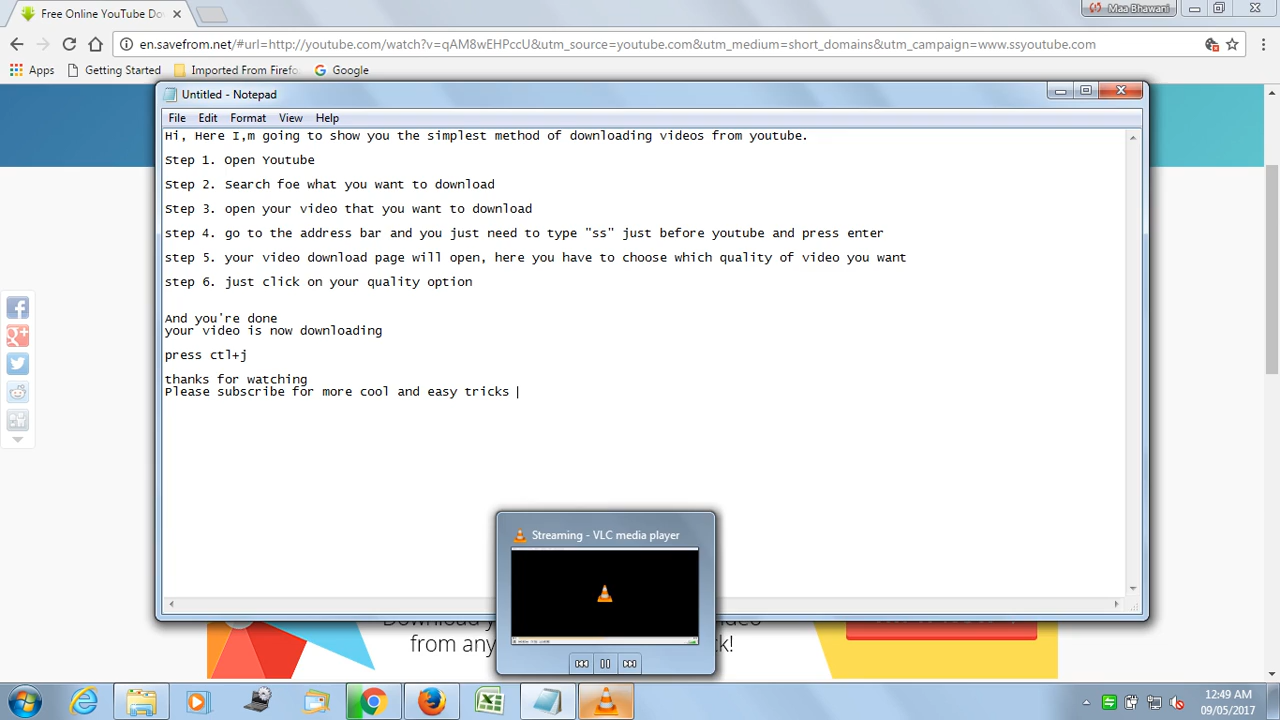 Free Online YouTube Do
Maa Bhawani
en.savefrom.net/#url=http://youtube.com/watch?v=qAM8wEHPccU&utm_source=youtube.com&utm_medium=short_domains&utm_campaign=www.ssyoutube.com
Apps Getting Started Imported From Firefo Google
Untitled - Notepad
File Edit Format View Help
Hi, Here I,m going to show you the simplest method of downloading videos from youtube.
Step 1. Open Youtube
Step 2. Search foe what you want to download
Step 3. open your video that you want to download
step 4. go to the address bar and you just need to type "ss" just before youtube and press enter
step 5. your video download page will open, here you have to choose which quality of video you want
step 6. just click on your quality option
And you're done
your video is now downloading
press ctl+j
thanks for watching
Please subscribe for more cool and easy tricks
Streaming - VLC media player
from any
12:49 AM
09/05/2017